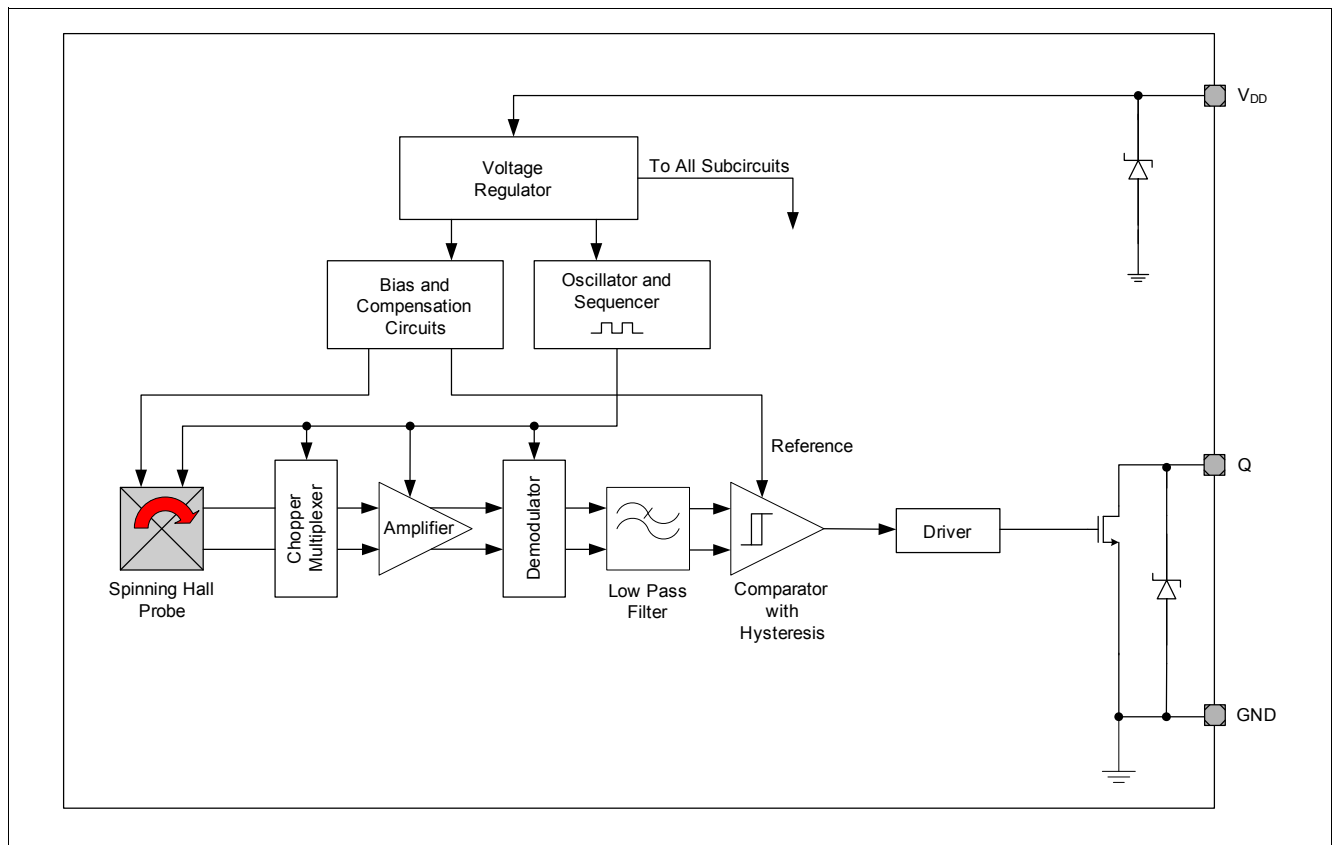 V_DD
Voltage
Regulator
To All Subcircuits
Bias and
Compensation
Circuits
Oscillator and
Sequencer
Reference
Q
Chopper
Multiplexer
Amplifier
Demodulator
Driver
Spinning Hall
Probe
Low Pass
Filter
Comparator
with
Hysteresis
GND